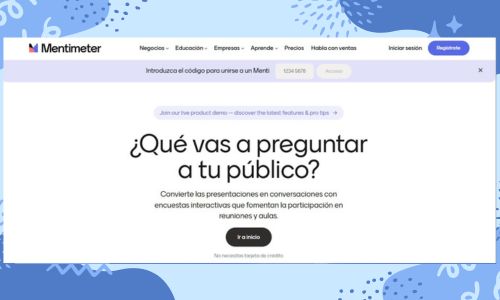 Mentimeter
Negocios Educación Empresas Aprende Precios Habla con ventas Iniciar sesión Regístrate
Introduzca el código para unirse a un Menti 1234 5678 Acceso
Join our live product demo — discover the latest features & pro tips →
¿Qué vas a preguntar
a tu público?
Convierte las presentaciones en conversaciones con
encuestas interactivas que fomentan la participación en
reuniones y aulas.
Ir a inicio
No necesitas tarjeta de crédito